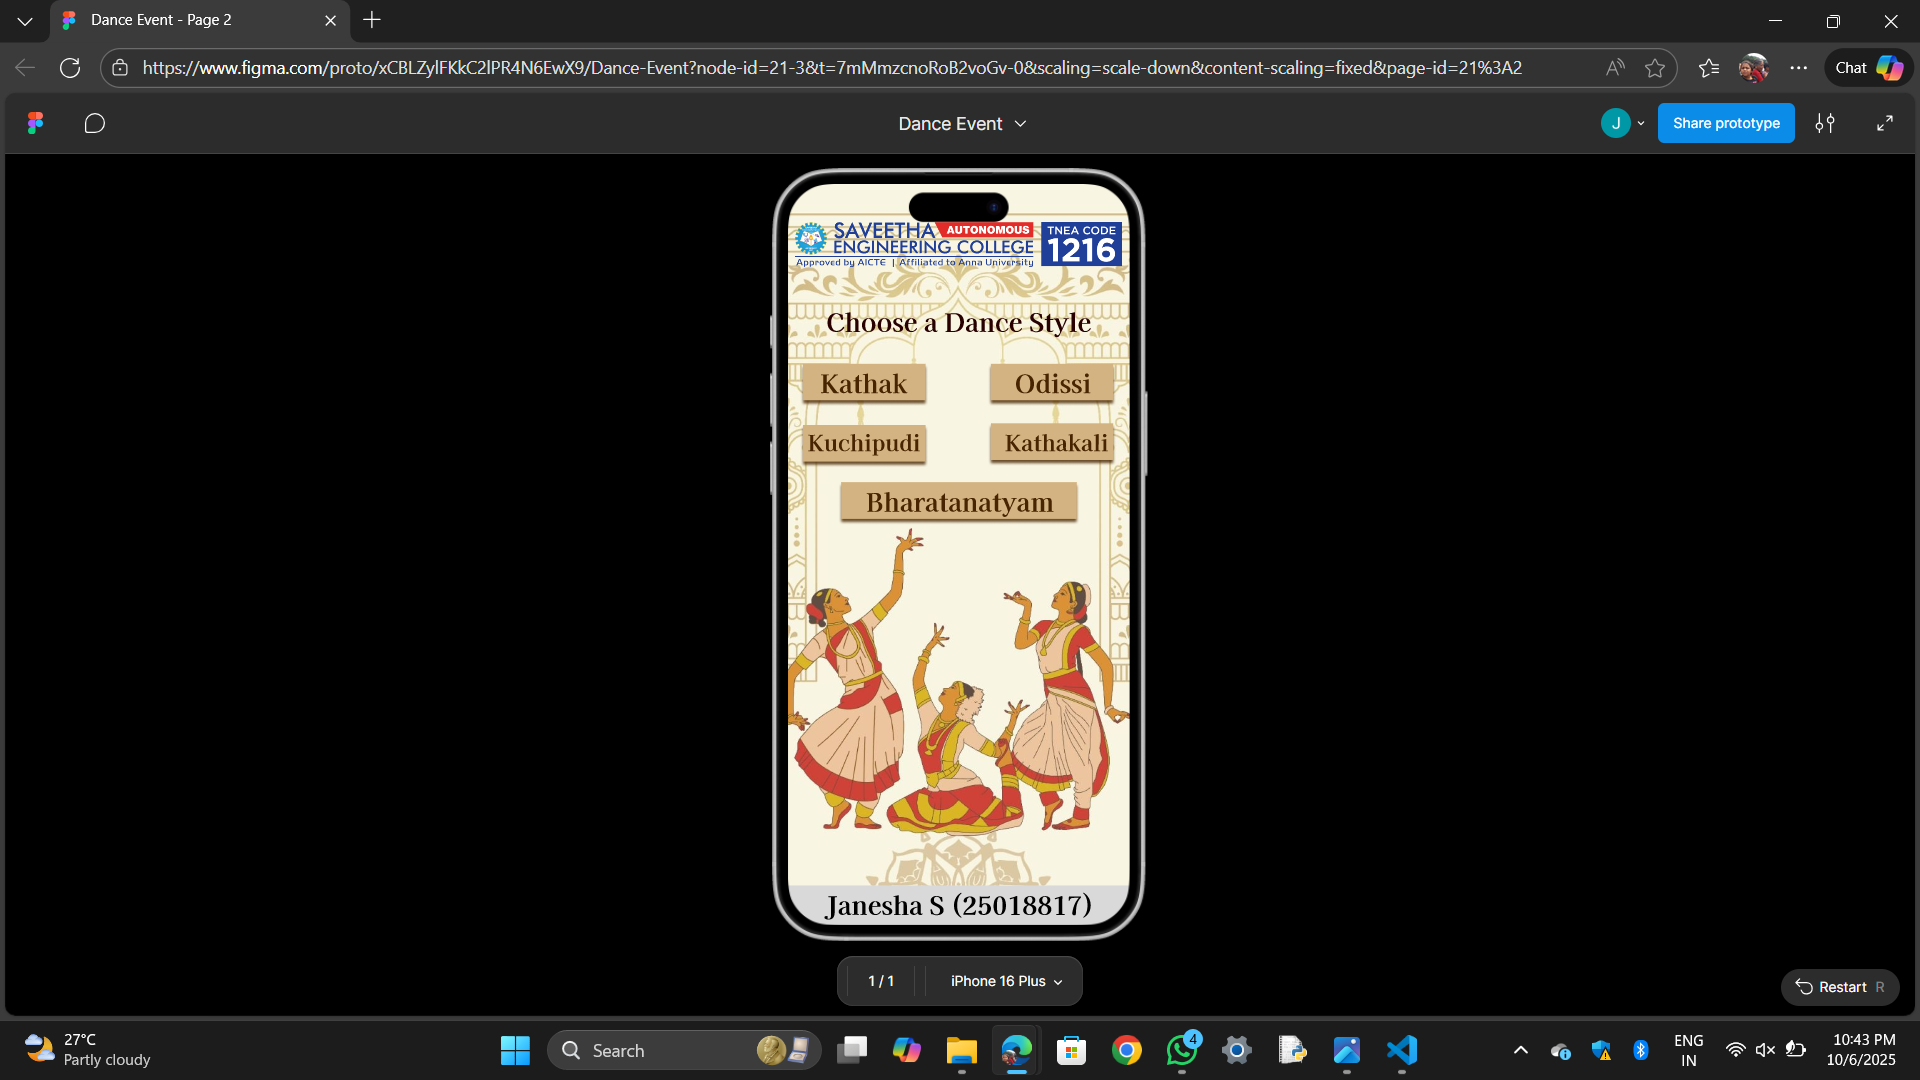 Dance Event - Page 2
https://www.figma.com/proto/xCBLZylFKkC2lPR4N6EwX9/Dance-Event?node-id=21-3&t=7mMmzcnoRoB2voGv-0&scaling=scale-down&content-scaling=fixed&page-id=21%3A2
Chat
Dance Event
J
Share prototype
SAVEETHA AUTONOMOUS
ENGINEERING COLLEGE
Approved by AICTE | Affiliated to Anna University
TNEA CODE
1216
Choose a Dance Style
Kathak
Odissi
Kuchipudi
Kathakali
Bharatanatyam
Janesha S (25018817)
1 / 1
iPhone 16 Plus
Restart R
27°C
Partly cloudy
Search
4
ENG
IN
10:43 PM
10/6/2025